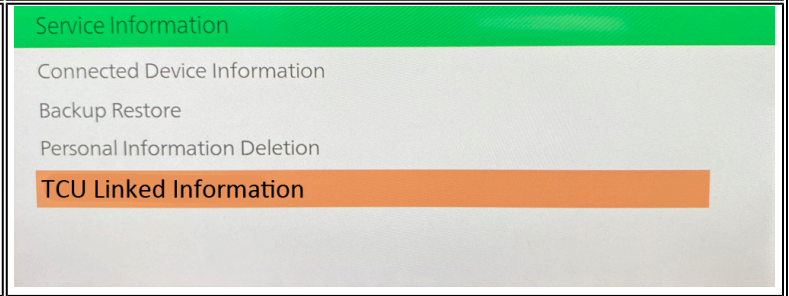 Service Information
Connected Device Information
Backup Restore
Personal Information Deletion
TCU Linked Information